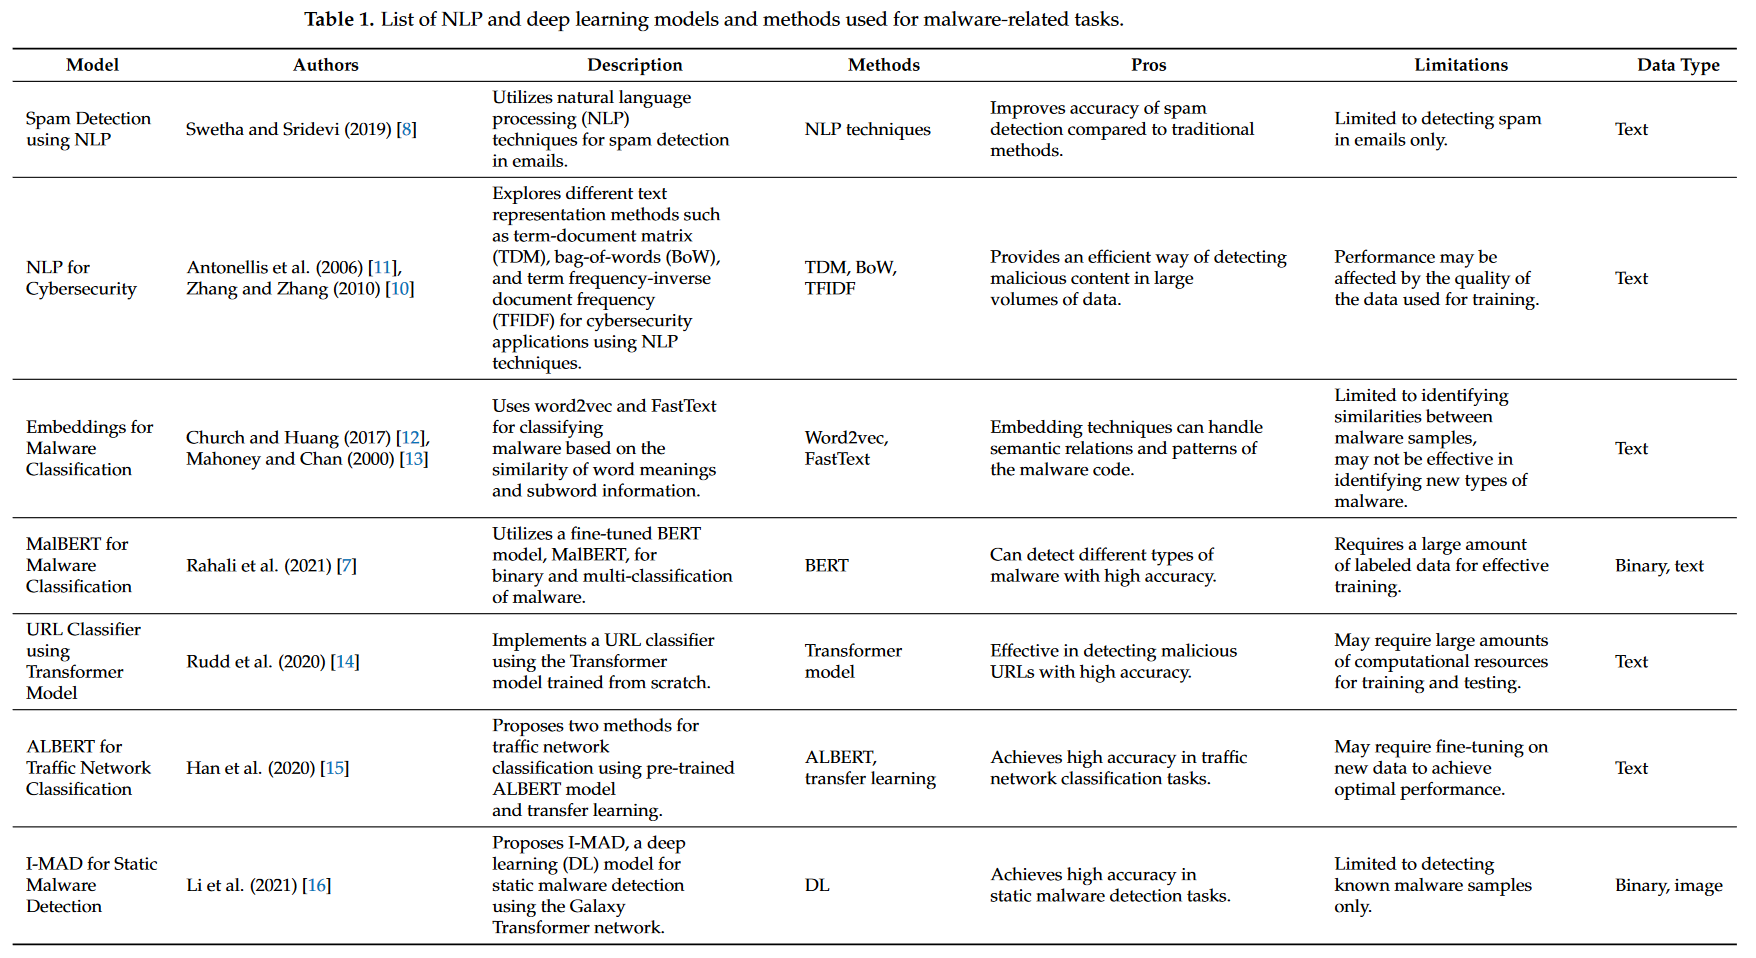 Table 1. List of NLP and deep learning models and methods used for malware-related tasks.
Model Authors Description Methods Pros Limitations Data Type
Spam Detection
using NLP
Swetha and Sridevi (2019) [8]
Utilizes natural language
processing (NLP)
techniques for spam detection
in emails.
NLP techniques
Improves accuracy of spam
detection compared to traditional
methods.
Limited to detecting spam
in emails only.
Text
NLP for
Cybersecurity
Antonellis et al. (2006) [11],
Zhang and Zhang (2010) [10]
Explores different text
representation methods such
as term-document matrix
(TDM), bag-of-words (BoW),
and term frequency-inverse
document frequency
(TFIDF) for cybersecurity
applications using NLP
techniques.
TDM, BoW,
TFIDF
Provides an efficient way of detecting
malicious content in large
volumes of data.
Performance may be
affected by the quality of
the data used for training.
Text
Embeddings for
Malware
Classification
Church and Huang (2017) [12],
Mahoney and Chan (2000) [13]
Uses word2vec and FastText
for classifying
malware based on the
similarity of word meanings
and subword information.
Word2vec,
FastText
Embedding techniques can handle
semantic relations and patterns of
the malware code.
Limited to identifying
similarities between
malware samples,
may not be effective in
identifying new types of
malware.
Text
MalBERT for
Malware
Classification
Rahali et al. (2021) [7]
Utilizes a fine-tuned BERT
model, MalBERT, for
binary and multi-classification
of malware.
BERT
Can detect different types of
malware with high accuracy.
Requires a large amount
of labeled data for effective
training.
Binary, text
URL Classifier
using
Transformer
Model
Rudd et al. (2020) [14]
Implements a URL classifier
using the Transformer
model trained from scratch.
Transformer
model
Effective in detecting malicious
URLs with high accuracy.
May require large amounts
of computational resources
for training and testing.
Text
ALBERT for
Traffic Network
Classification
Han et al. (2020) [15]
Proposes two methods for
traffic network
classification using pre-trained
ALBERT model
and transfer learning.
ALBERT,
transfer learning
Achieves high accuracy in traffic
network classification tasks.
May require fine-tuning on
new data to achieve
optimal performance.
Text
I-MAD for Static
Malware
Detection
Li et al. (2021) [16]
Proposes I-MAD, a deep
learning (DL) model for
static malware detection
using the Galaxy
Transformer network.
DL
Achieves high accuracy in
static malware detection tasks.
Limited to detecting
known malware samples
only.
Binary, image